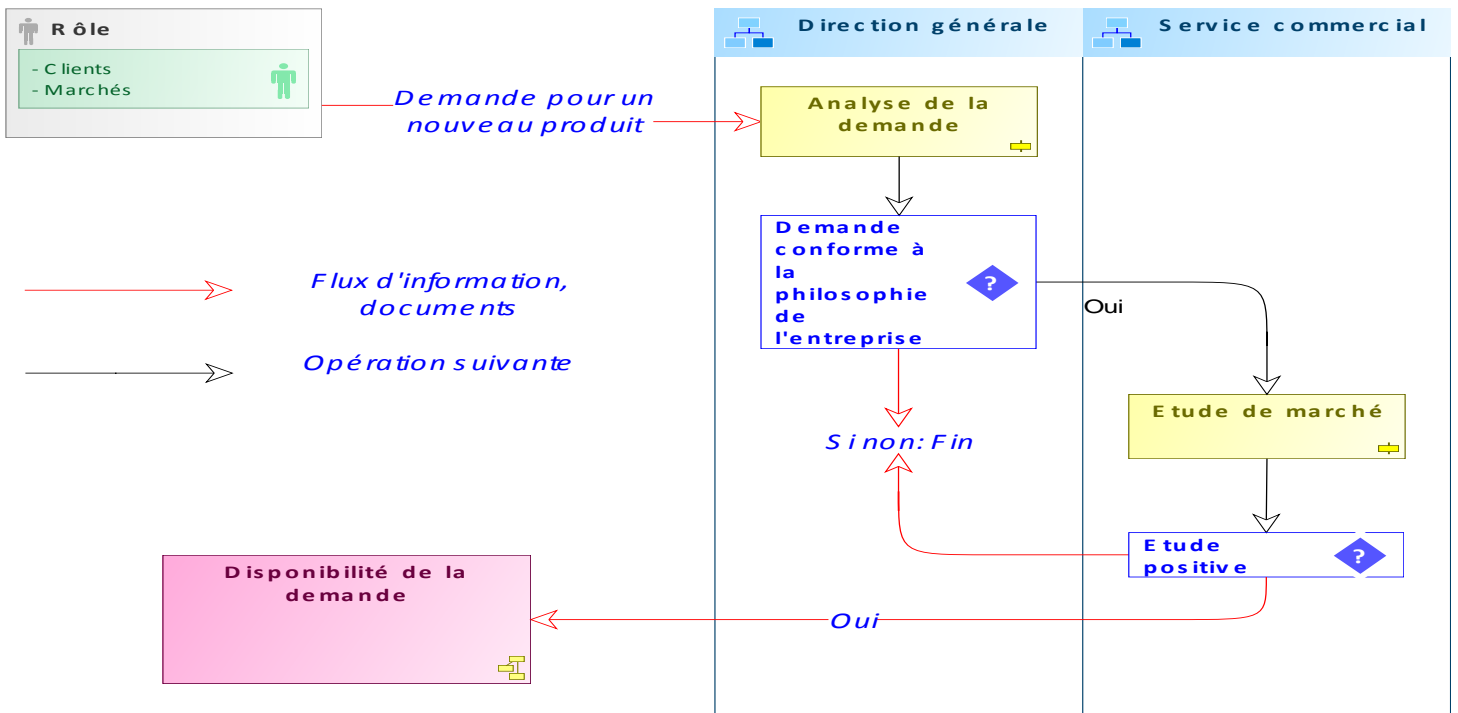 Rôle
- Clients
- Marchés
Direction générale
Service commercial
Demande pour un
nouveau produit
Analyse de la
demande
Demande
conforme à
la
philosophie
de
l'entreprise
?
Oui
Flux d'information,
documents
Opération suivante
Etude de marché
Sinon: Fin
Etude
positive
?
Disponibilité de la
demande
Oui